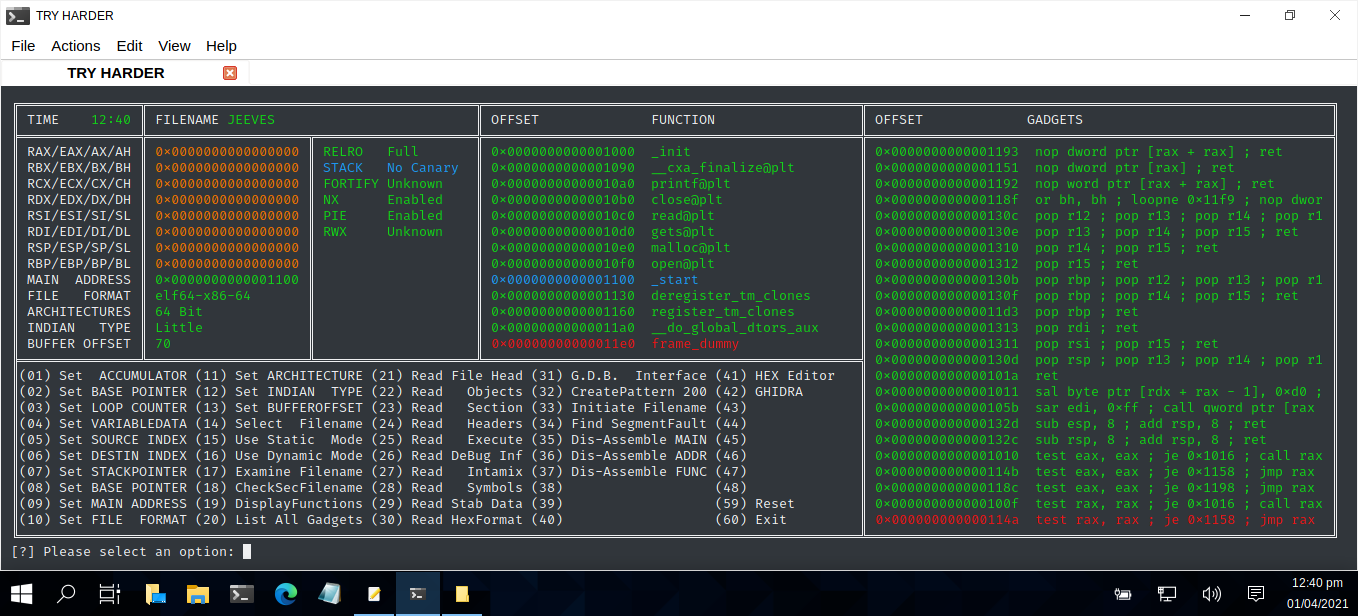 TRY HARDER
File Actions Edit View Help
TRY HARDER
TIME 12:40 FILENAME JEEVES OFFSET FUNCTION OFFSET GADGETS
RAX/EAX/AX/AH 0×0000000000000000 RELRO Full 0×0000000000001000 _init 0×0000000000001193 nop dword ptr [rax + rax] ; ret
RBX/EBX/BX/BH 0×0000000000000000 STACK No Canary 0×0000000000001090 __cxa_finalize@plt 0×0000000000001151 nop dword ptr [rax] ; ret
RCX/ECX/CX/CH 0×0000000000000000 FORTIFY Unknown 0×00000000000010a0 printf@plt 0×0000000000001192 nop word ptr [rax + rax] ; ret
RDX/EDX/DX/DH 0×0000000000000000 NX Enabled 0×00000000000010b0 close@plt 0×000000000000118f or bh, bh ; loopne 0×11f9 ; nop dwor
RSI/ESI/SI/SL 0×0000000000000000 PIE Enabled 0×00000000000010c0 read@plt 0×000000000000130c pop r12 ; pop r13 ; pop r14 ; pop r1
RDI/EDI/DI/DL 0×0000000000000000 RWX Unknown 0×00000000000010d0 gets@plt 0×000000000000130e pop r13 ; pop r14 ; pop r15 ; ret
RSP/ESP/SP/SL 0×0000000000000000 0×00000000000010e0 malloc@plt 0×0000000000001310 pop r14 ; pop r15 ; ret
RBP/EBP/BP/BL 0×0000000000000000 0×00000000000010f0 open@plt 0×0000000000001312 pop r15 ; ret
MAIN ADDRESS 0×0000000000001100 0×0000000000001100 _start 0×000000000000130b pop rbp ; pop r12 ; pop r13 ; pop r1
FILE FORMAT elf64-x86-64 0×0000000000001130 deregister_tm_clones 0×000000000000130f pop rbp ; pop r14 ; pop r15 ; ret
ARCHITECTURES 64 Bit 0×0000000000001160 register_tm_clones 0×00000000000011d3 pop rbp ; ret
INDIAN TYPE Little 0×00000000000011a0 __do_global_dtors_aux 0×0000000000001313 pop rdi ; ret
BUFFER OFFSET 70 0×00000000000011e0 frame_dummy 0×0000000000001311 pop rsi ; pop r15 ; ret
0×000000000000130d pop rsp ; pop r13 ; pop r14 ; pop r1
(01) Set ACCUMULATOR (11) Set ARCHITECTURE (21) Read File Head (31) G.D.B. Interface (41) HEX Editor 0×000000000000101a ret
(02) Set BASE POINTER (12) Set INDIAN TYPE (22) Read Objects (32) CreatePattern 200 (42) GHIDRA 0×0000000000001011 sal byte ptr [rdx + rax - 1], 0×d0 ;
(03) Set LOOP COUNTER (13) Set BUFFEROFFSET (23) Read Section (33) Initiate Filename (43) 0×000000000000105b sar edi, 0×ff ; call qword ptr [rax
(04) Set VARIABLEDATA (14) Select Filename (24) Read Headers (34) Find SegmentFault (44) 0×000000000000132d sub esp, 8 ; add rsp, 8 ; ret
(05) Set SOURCE INDEX (15) Use Static Mode (25) Read Execute (35) Dis-Assemble MAIN (45) 0×000000000000132c sub rsp, 8 ; add rsp, 8 ; ret
(06) Set DESTIN INDEX (16) Use Dynamic Mode (26) Read DeBug Inf (36) Dis-Assemble ADDR (46) 0×0000000000001010 test eax, eax ; je 0×1016 ; call rax
(07) Set STACKPOINTER (17) Examine Filename (27) Read Intamix (37) Dis-Assemble FUNC (47) 0×000000000000114b test eax, eax ; je 0×1158 ; jmp rax
(08) Set BASE POINTER (18) CheckSecFilename (28) Read Symbols (38) (48) 0×000000000000118c test eax, eax ; je 0×1198 ; jmp rax
(09) Set MAIN ADDRESS (19) DisplayFunctions (29) Read Stab Data (39) (59) Reset 0×000000000000100f test rax, rax ; je 0×1016 ; call rax
(10) Set FILE FORMAT (20) List All Gadgets (30) Read HexFormat (40) (60) Exit 0×000000000000114a test rax, rax ; je 0×1158 ; jmp rax
[?] Please select an option:
12:40 pm
01/04/2021